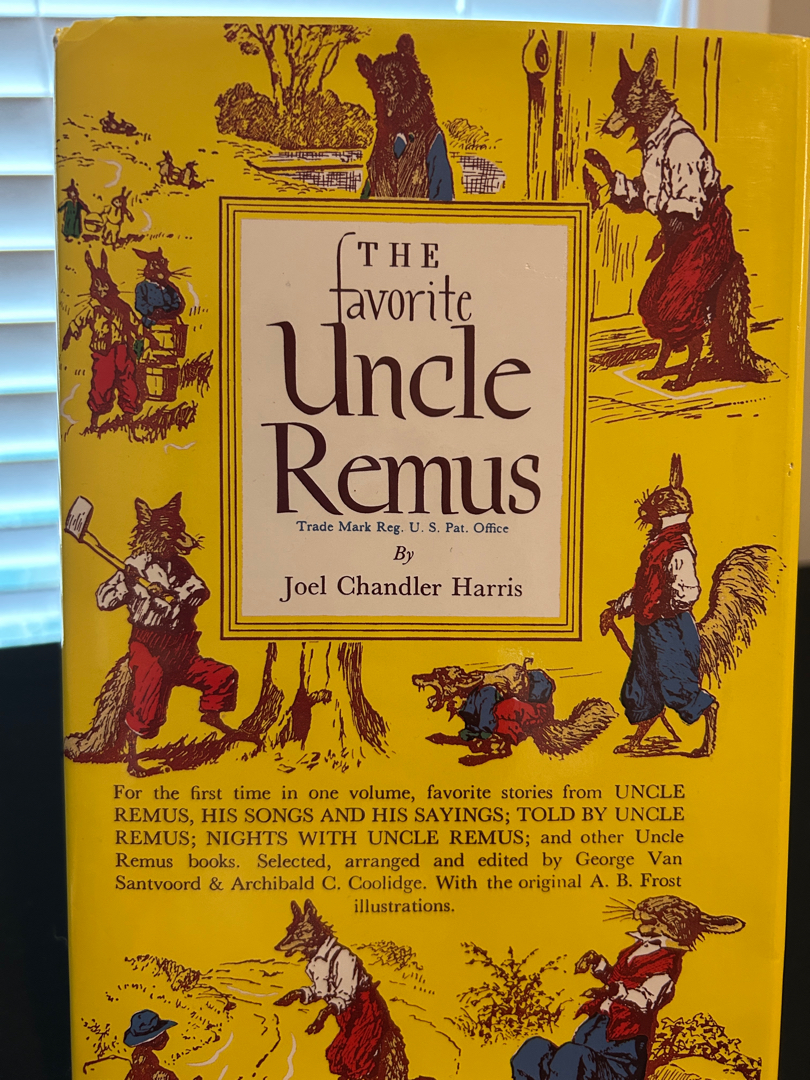 THE
favorite
Uncle
Remus
Trade Mark Reg. U. S. Pat. Office
By
Joel Chandler Harris
For the first time in one volume, favorite stories from UNCLE
REMUS, HIS SONGS AND HIS SAYINGS; TOLD BY UNCLE
REMUS; NIGHTS WITH UNCLE REMUS; and other Uncle
Remus books. Selected, arranged and edited by George Van
Santvoord & Archibald C. Coolidge. With the original A. B. Frost
illustrations.